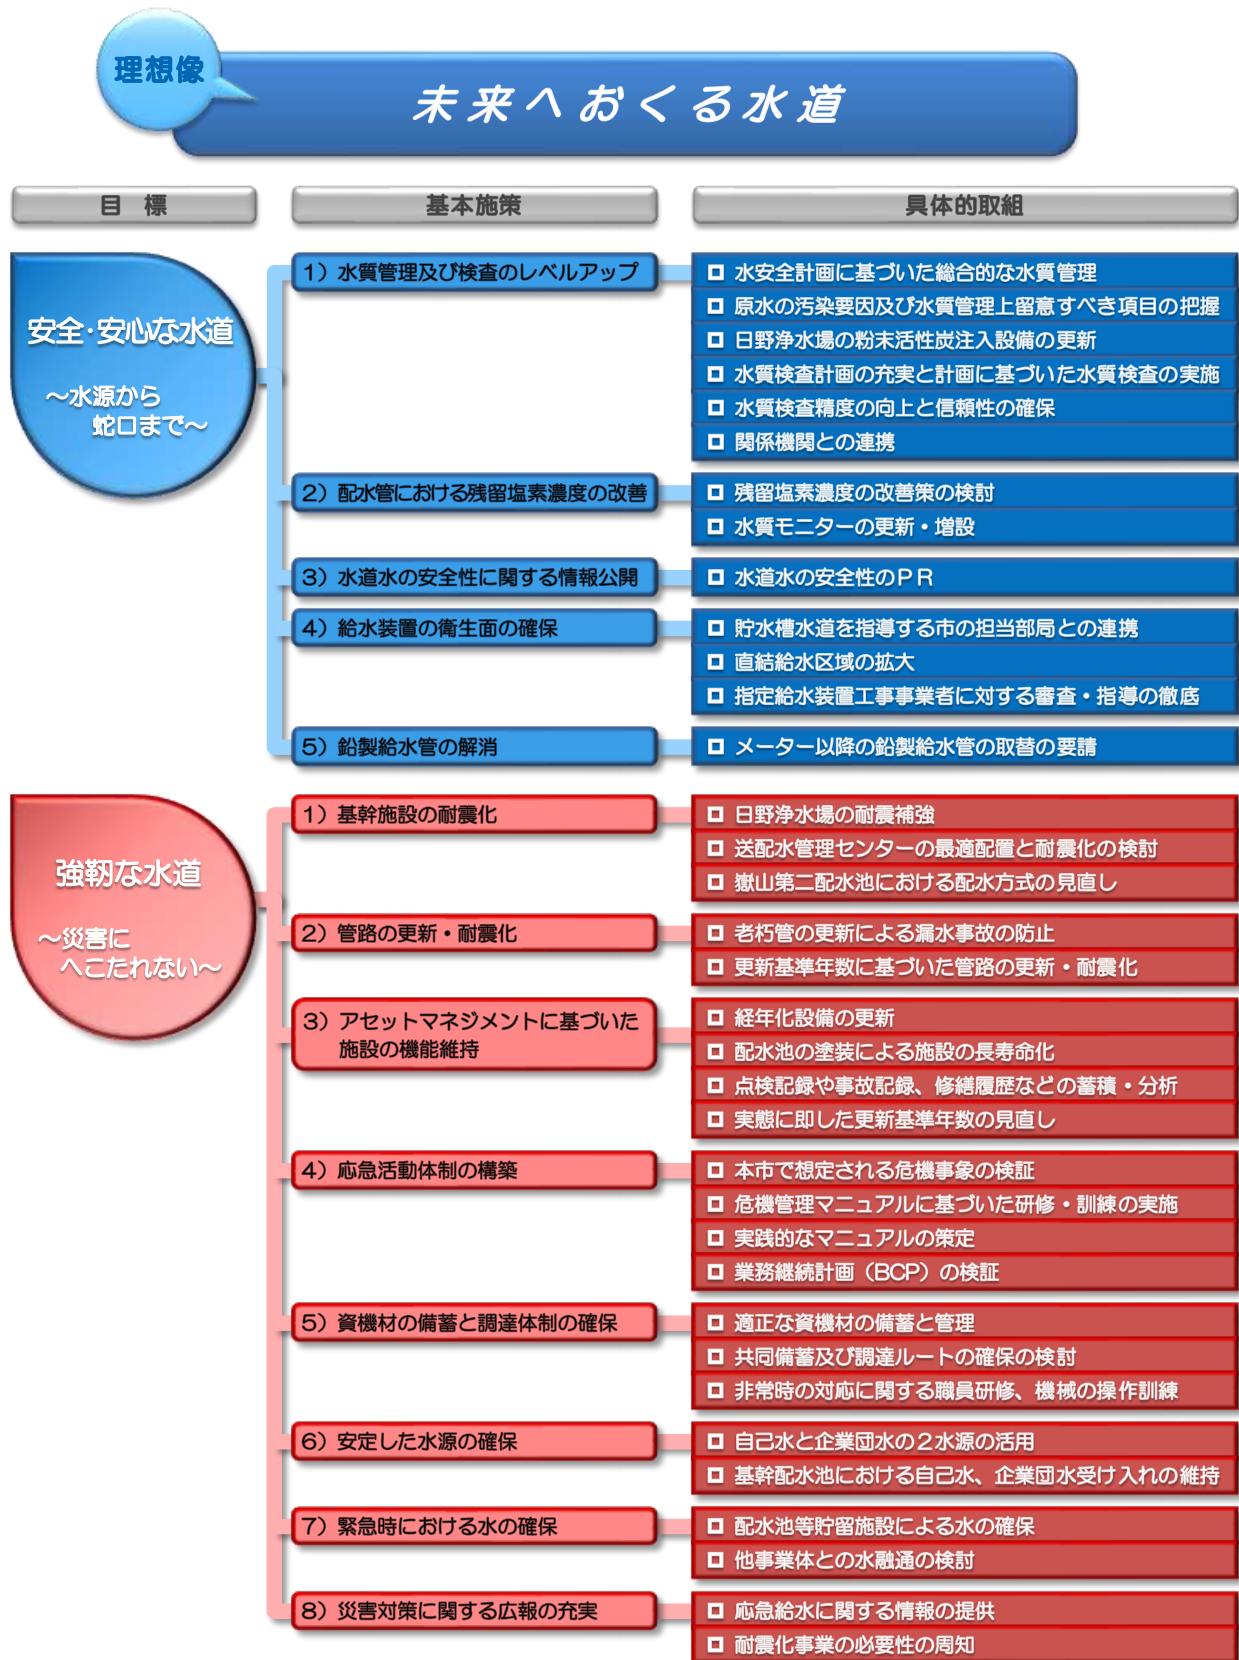 理想像
未来へおくる水道
目 標
基本施策
具体的取組
安全・安心な水道
～水源から
蛇口まで～
1）水質管理及び検査のレベルアップ
水安全計画に基づいた総合的な水質管理
原水の汚染要因及び水質管理上留意すべき項目の把握
日野浄水場の粉末活性炭注入設備の更新
水質検査計画の充実と計画に基づいた水質検査の実施
水質検査精度の向上と信頼性の確保
関係機関との連携
2）配水管における残留塩素濃度の改善
残留塩素濃度の改善策の検討
水質モニターの更新・増設
3）水道水の安全性に関する情報公開
水道水の安全性のＰＲ
4）給水装置の衛生面の確保
貯水槽水道を指導する市の担当部局との連携
直結給水区域の拡大
指定給水装置工事事業者に対する審査・指導の徹底
5）鉛製給水管の解消
メーター以降の鉛製給水管の取替の要請
強靭な水道
～災害に
へこたれない～
1）基幹施設の耐震化
日野浄水場の耐震補強
送配水管理センターの最適配置と耐震化の検討
嶽山第二配水池における配水方式の見直し
2）管路の更新・耐震化
老朽管の更新による漏水事故の防止
更新基準年数に基づいた管路の更新・耐震化
3）アセットマネジメントに基づいた
施設の機能維持
経年化設備の更新
配水池の塗装による施設の長寿命化
点検記録や事故記録、修繕履歴などの蓄積・分析
実態に即した更新基準年数の見直し
4）応急活動体制の構築
本市で想定される危機事象の検証
危機管理マニュアルに基づいた研修・訓練の実施
実践的なマニュアルの策定
業務継続計画（BCP）の検証
5）資機材の備蓄と調達体制の確保
適正な資機材の備蓄と管理
共同備蓄及び調達ルートの確保の検討
非常時の対応に関する職員研修、機械の操作訓練
6）安定した水源の確保
自己水と企業団水の２水源の活用
基幹配水池における自己水、企業団水受け入れの維持
7）緊急時における水の確保
配水池等貯留施設による水の確保
他事業体との水融通の検討
8）災害対策に関する広報の充実
応急給水に関する情報の提供
耐震化事業の必要性の周知